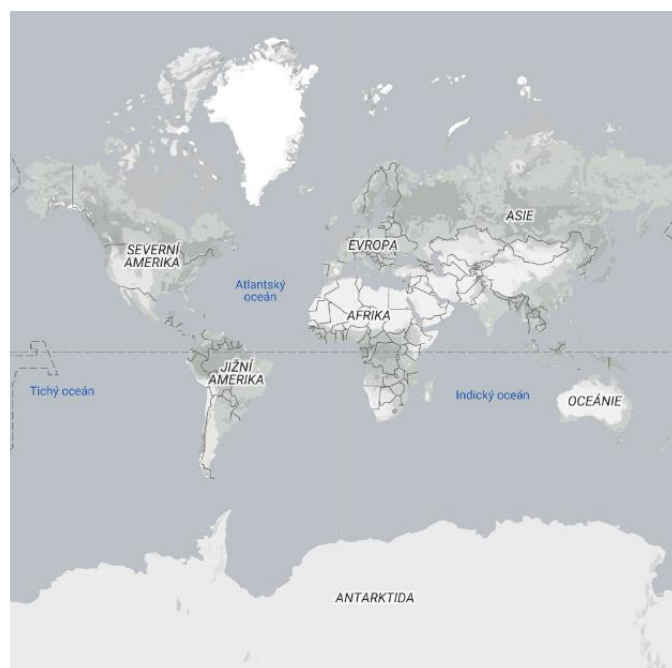 ASIE
EVROPA
SEVERNÍ
AMERIKA
Atlantský
oceán
AFRIKA
JIŽNÍ
AMERIKA
Tichý oceán
Indický oceán
OCEÁNIE
ANTARKTIDA